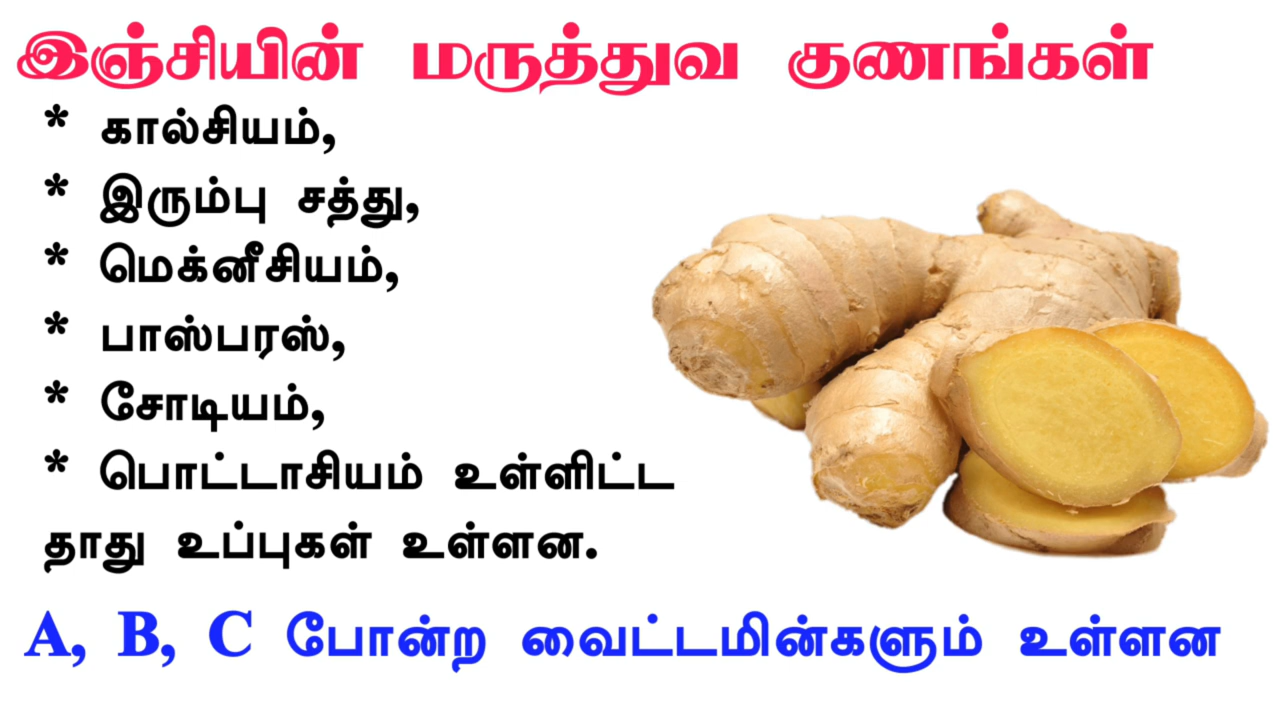 இஞ்சியின் மருத்துவ குணங்கள்
* கால்சியம்,
* இரும்பு சத்து,
* மெக்னீசியம்,
* பாஸ்பரஸ்,
* சோடியம்,
* பொட்டாசியம் உள்ளிட்ட
தாது உப்புகள் உள்ளன.
A, B, C போன்ற வைட்டமின்களும் உள்ளன